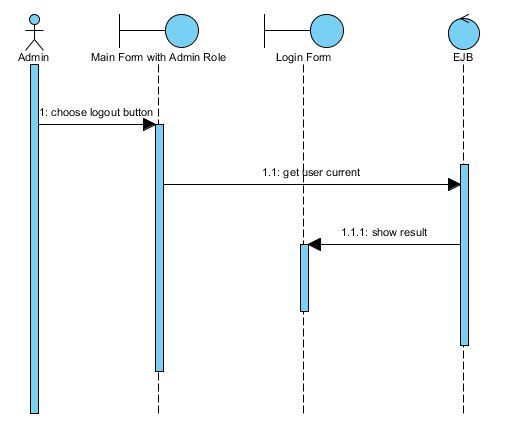 Admin
Main Form with Admin Role
Login Form
EJB
1: choose logout button
1.1: get user current
1.1.1: show result